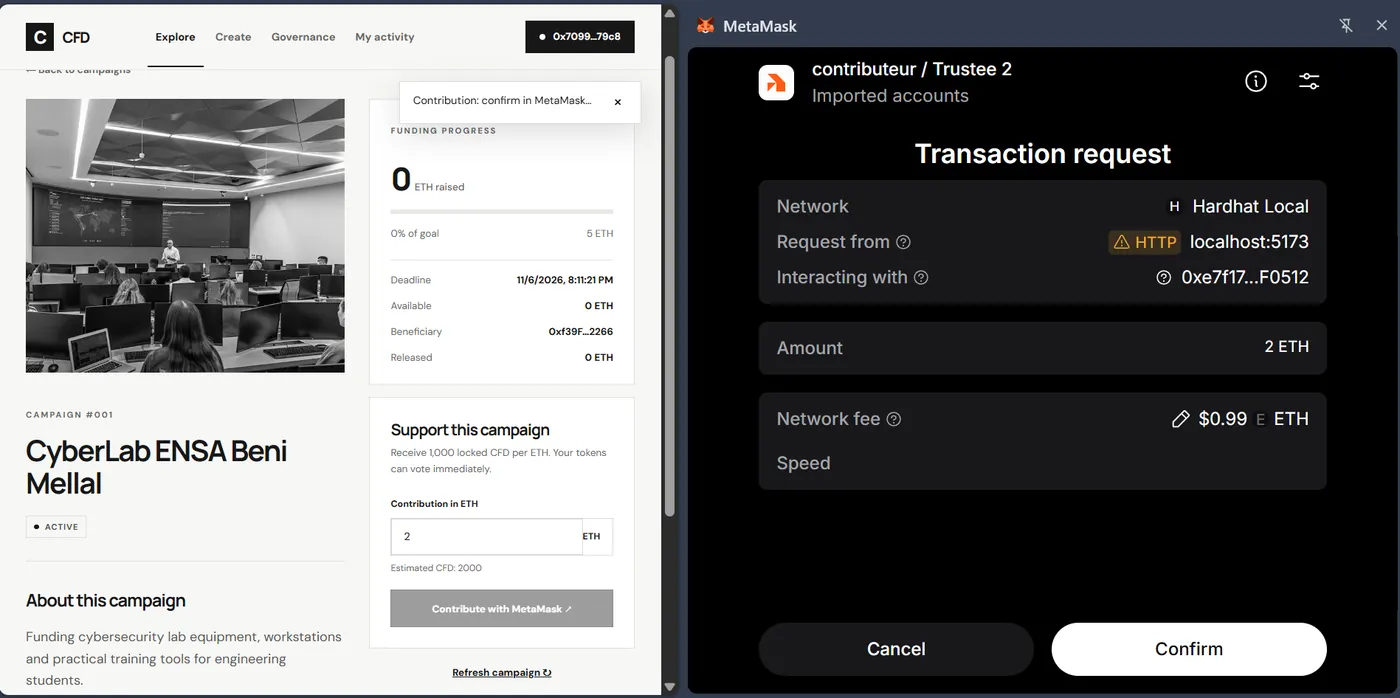 C CFD
Explore Create Governance My activity
0x7099…79c8
← Back to campaigns
Contribution: confirm in MetaMask… ×
FUNDING PROGRESS
0 ETH raised
0% of goal 5 ETH
Deadline 11/6/2026, 8:11:21 PM
Available 0 ETH
Beneficiary 0xf39F…2266
Released 0 ETH
CAMPAIGN #001
CyberLab ENSA Beni
Mellal
ACTIVE
About this campaign
Funding cybersecurity lab equipment, workstations
and practical training tools for engineering
students.
Support this campaign
Receive 1,000 locked CFD per ETH. Your tokens
can vote immediately.
Contribution in ETH
2 ETH
Estimated CFD: 2000
Contribute with MetaMask ↗
Refresh campaign ↻
MetaMask
contributeur / Trustee 2
Imported accounts
Transaction request
Network H Hardhat Local
Request from HTTP localhost:5173
Interacting with 0xe7f17...F0512
Amount 2 ETH
Network fee $0.99 E ETH
Speed
Cancel Confirm